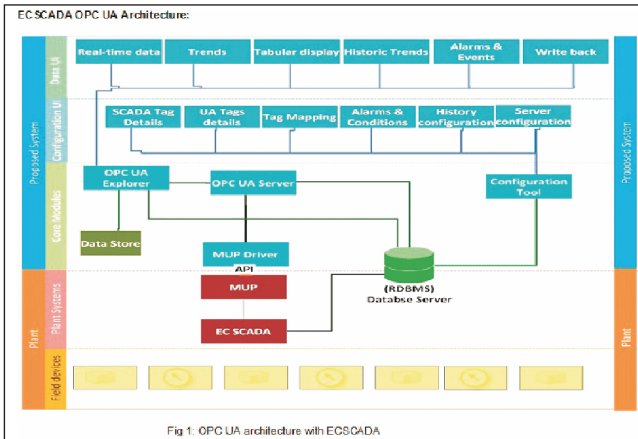 EC SCADA OPC UA Architecture:
Real-time data
Trends
Tabular display
Historic Trends
Alarms &
Events
Write back
Data UI
Proposed System
Proposed System
Configuration UI
SCADA Tag
Details
UA Tags
details
Tag Mapping
Alarms &
Conditions
History
configuration
Server
configuration
Core Modules
OPC UA
Explorer
OPC UA Server
Configuration
Tool
Data Store
MUP Driver
API
MUP
(RDBMS)
Databse Server
EC SCADA
Plant
Plant Systems
Plant
Field devices
Fig 1: OPC UA architecture with ECSCADA